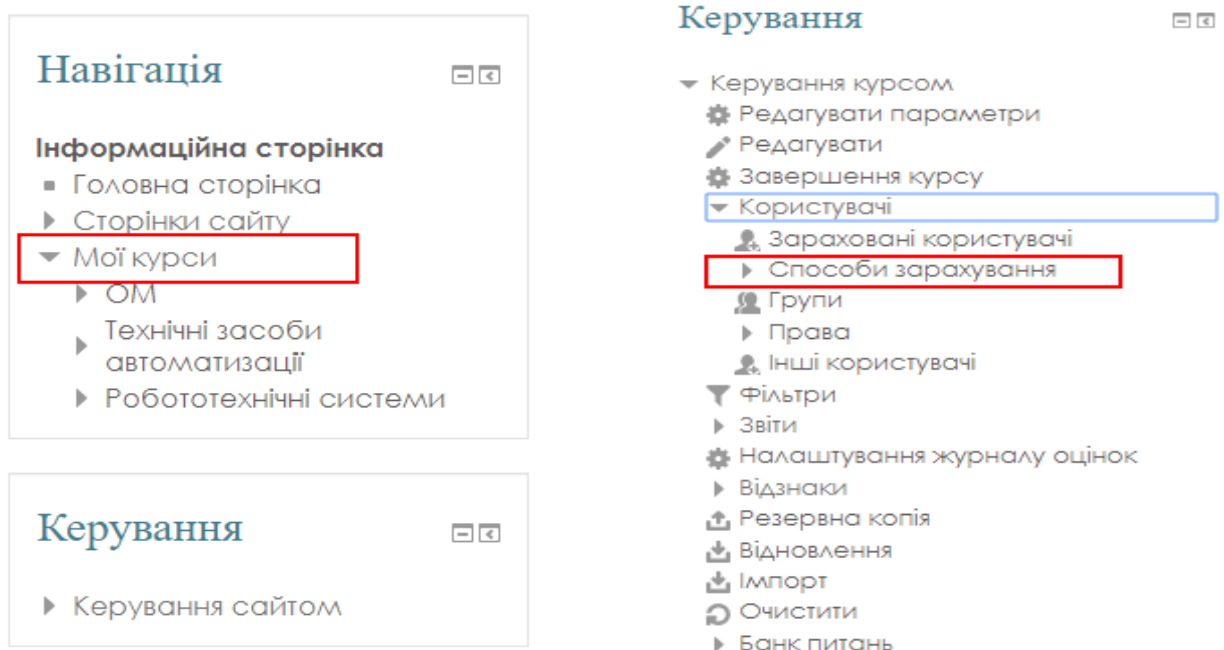 Навігація
Інформаційна сторінка
Головна сторінка
Сторінки сайту
Мої курси
ОМ
Технічні засоби
автоматизації
Робототехнічні системи
Керування
Керування сайтом
Керування
Керування курсом
Редагувати параметри
Редагувати
Завершення курсу
Користувачі
Зараховані користувачі
Способи зарахування
Групи
Права
Інші користувачі
Фільтри
Звіти
Налаштування журналу оцінок
Відзнаки
Резервна копія
Відновлення
Імпорт
Очистити
Банк питань